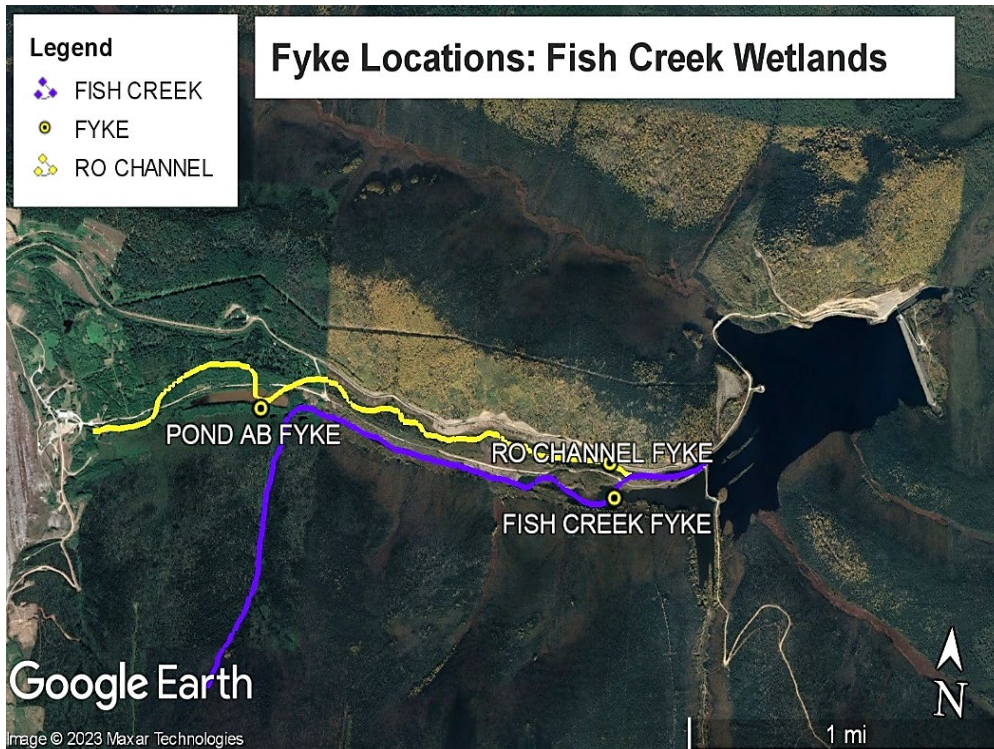 Legend
FISH CREEK
FYKE
RO CHANNEL
Fyke Locations: Fish Creek Wetlands
POND AB FYKE
RO CHANNEL FYKE
FISH CREEK FYKE
Google Earth
N
Image © 2023 Maxar Technologies
1 mi